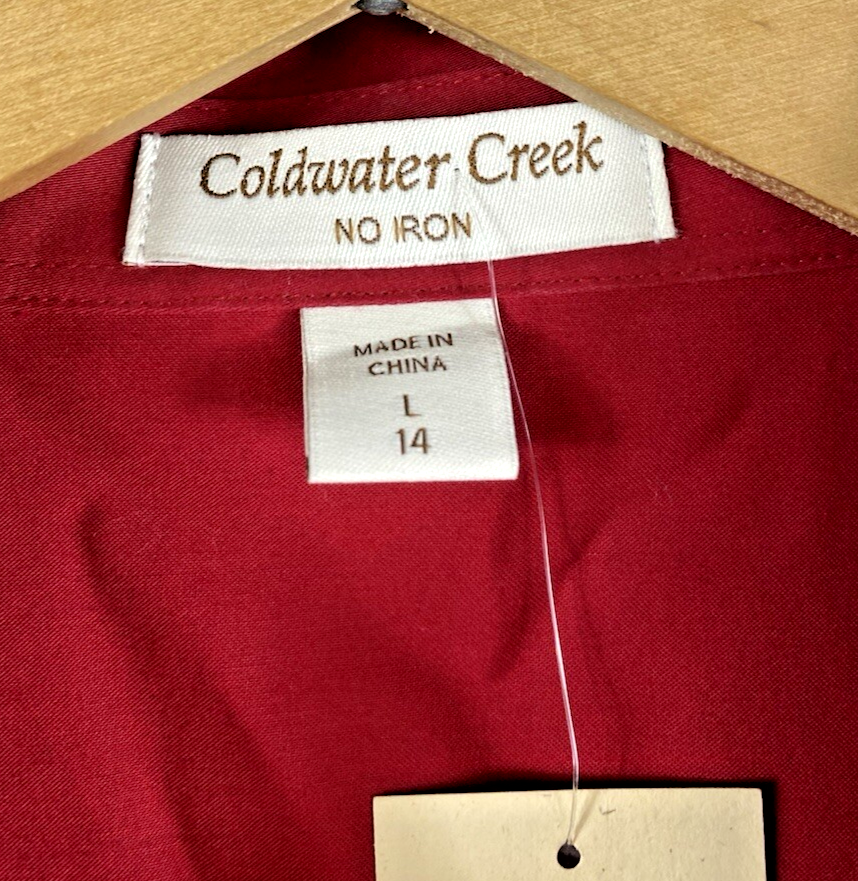 Coldwater Creek
NO IRON
MADE IN
CHINA
L
14